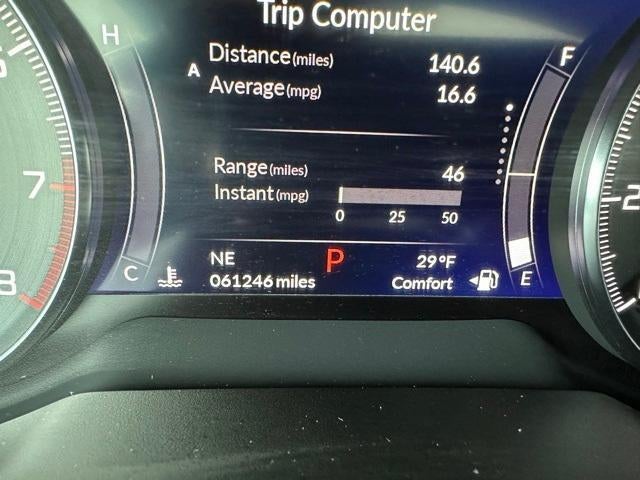 Trip Computer
H
F
Distance(miles) 140.6
A
Average(mpg) 16.6
7
Range(miles) 46
Instant(mpg)
0 25 50
8
C
NE P 29°F
061246 miles Comfort
E